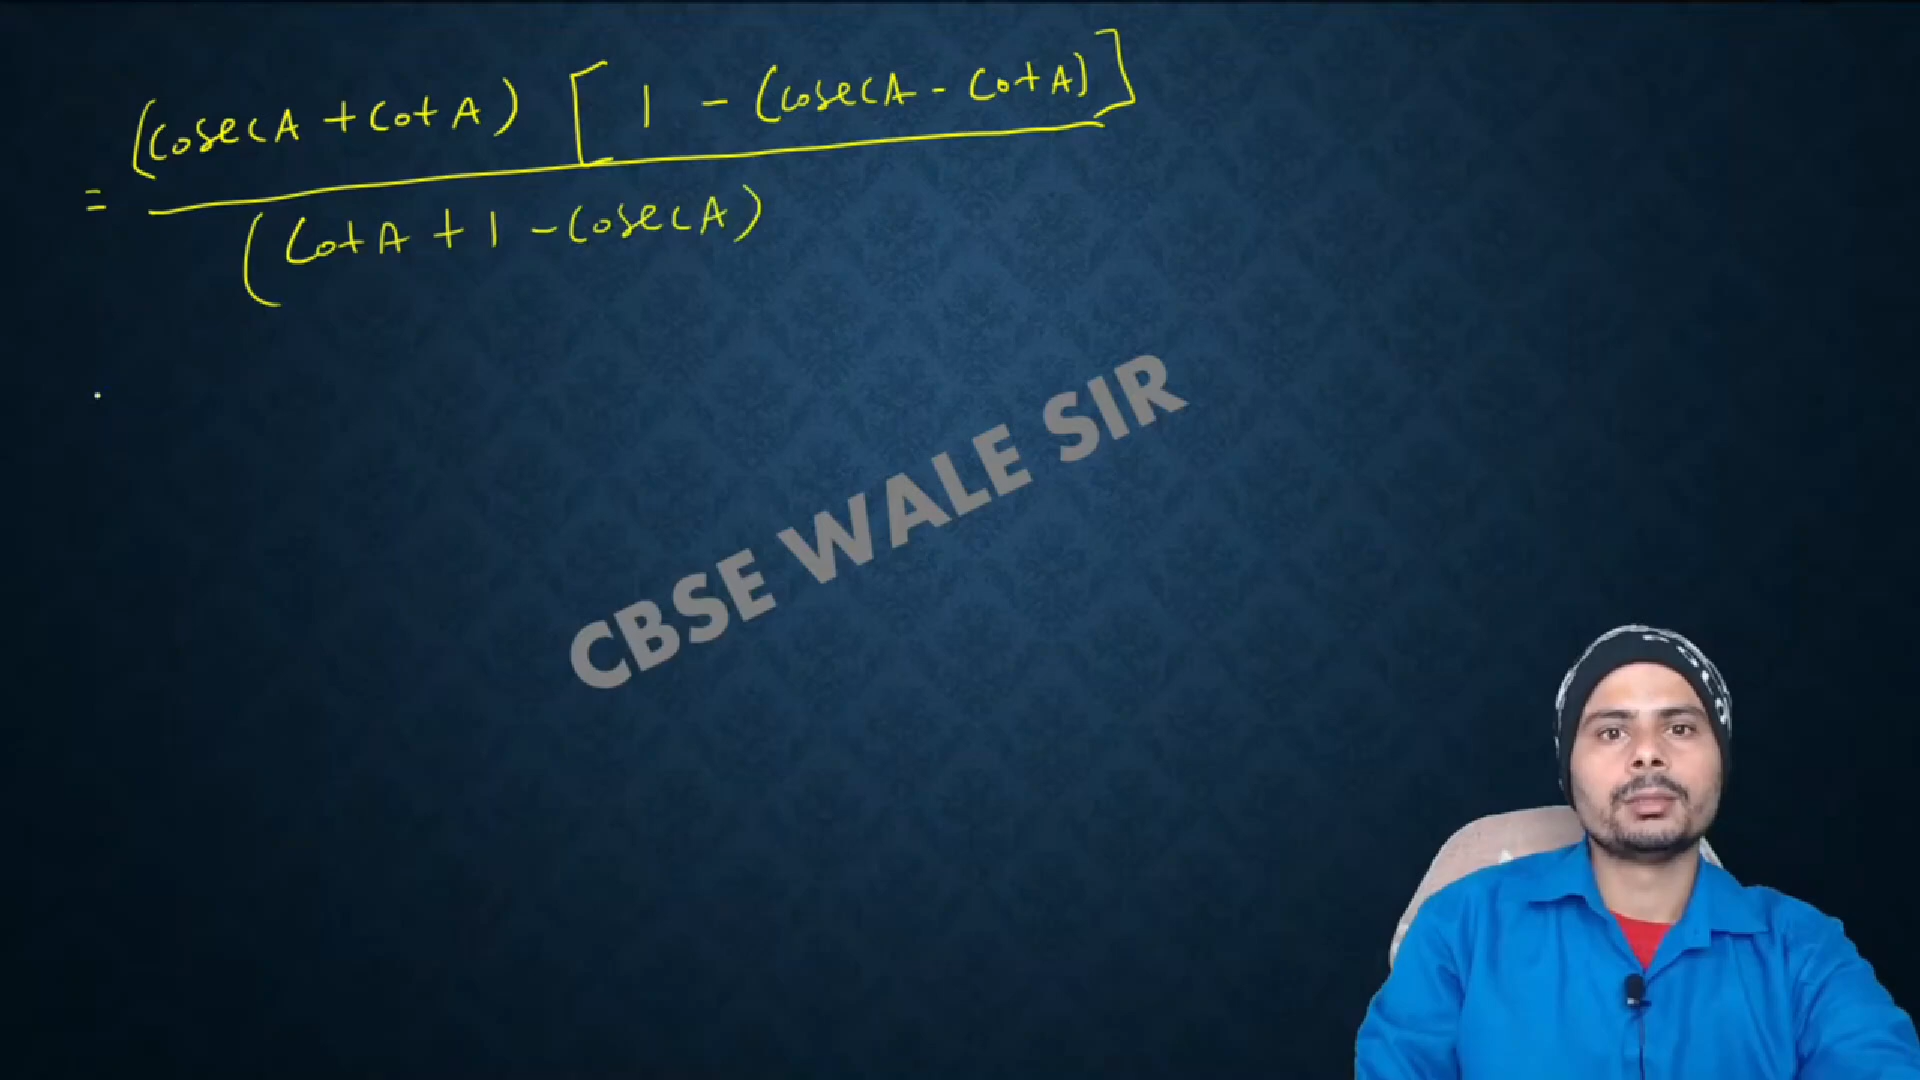 (cosecA + cotA) [ 1 - (cosecA - cotA) ]
=
(cotA + 1 - cosecA)
CBSE WALE SIR